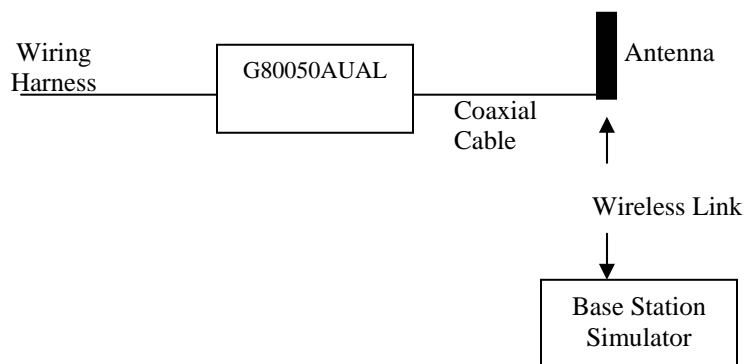 Wiring
Harness
G80050AUAL
Antenna
Coaxial
Cable
Wireless Link
Base Station
Simulator